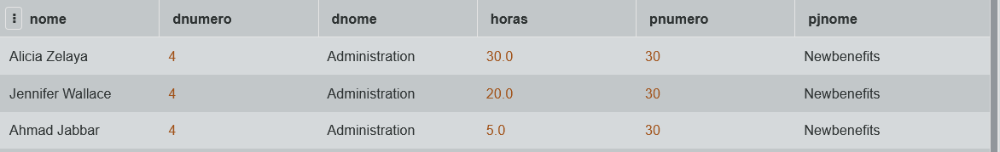 nome dnumero dnome horas pnumero pjnome
Alicia Zelaya 4 Administration 30.0 30 Newbenefits
Jennifer Wallace 4 Administration 20.0 30 Newbenefits
Ahmad Jabbar 4 Administration 5.0 30 Newbenefits